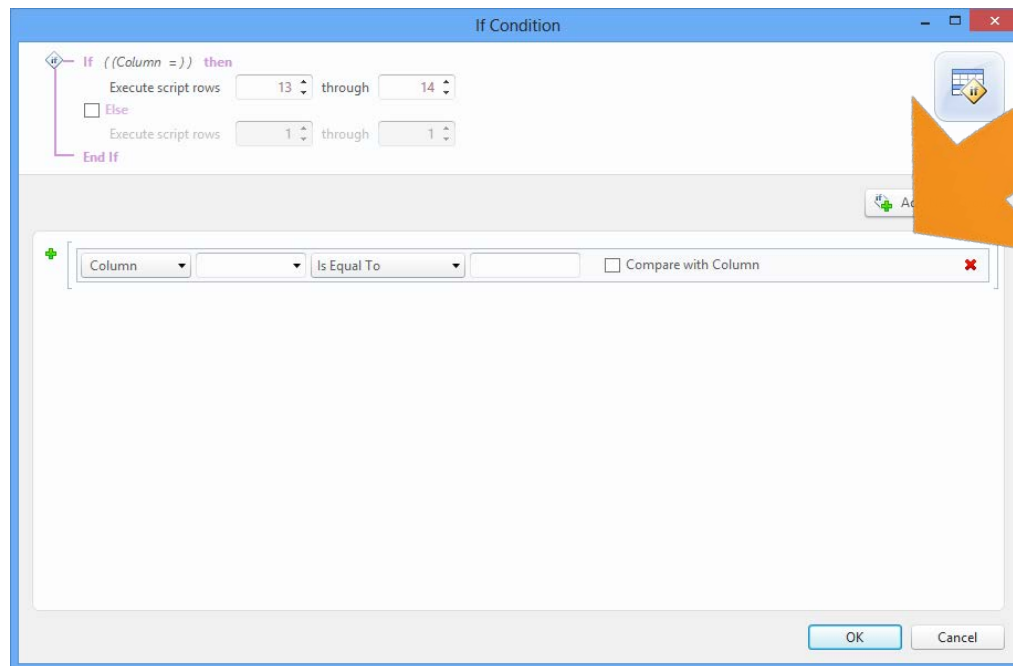 If Condition
If ((Column =)) then
Execute script rows 13 through 14
Else
Execute script rows 1 through 1
End If
Column Is Equal To Compare with Column
OK Cancel